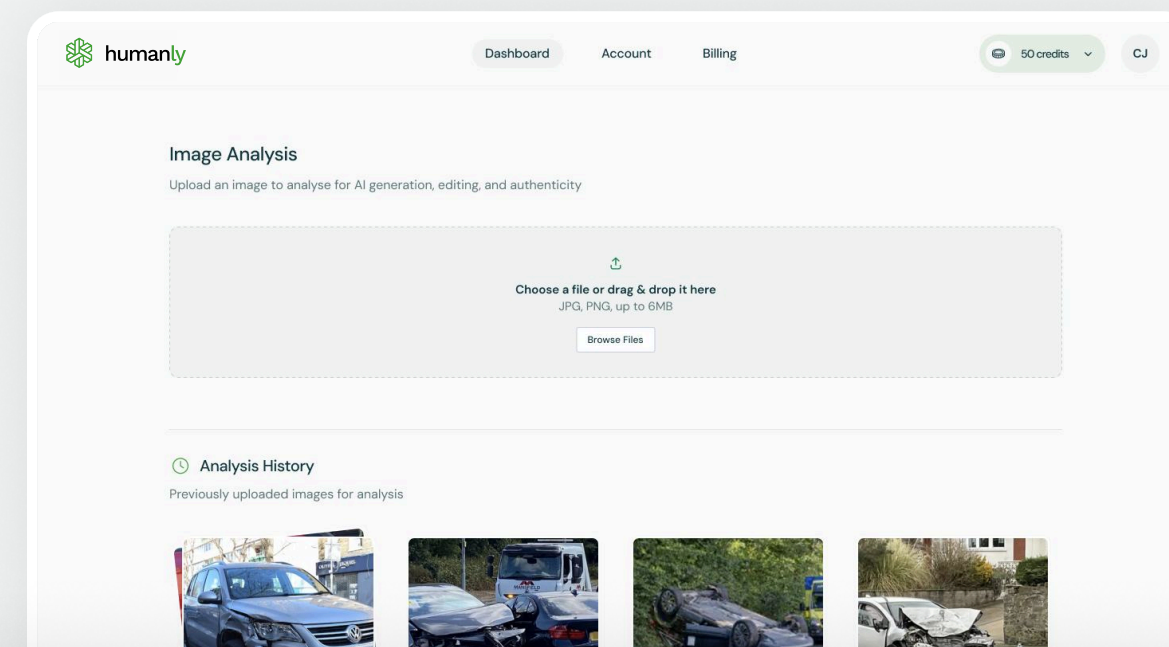 humanly
Dashboard
Account
Billing
50 credits
CJ
Image Analysis
Upload an image to analyse for AI generation, editing, and authenticity
Choose a file or drag & drop it here
JPG, PNG, up to 6MB
Browse Files
Analysis History
Previously uploaded images for analysis